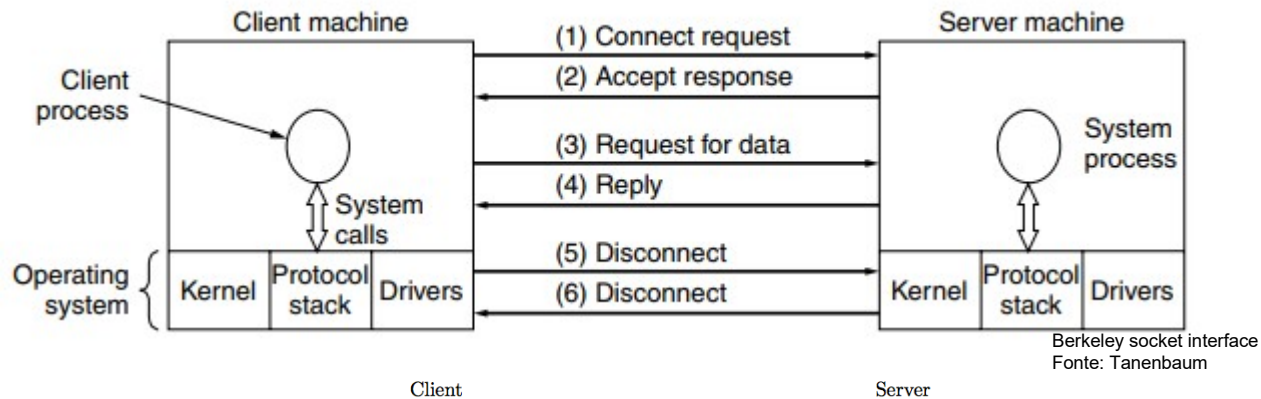 Client machine
Server machine
(1) Connect request
(2) Accept response
Client
process
(3) Request for data
(4) Reply
System
process
System
calls
(5) Disconnect
(6) Disconnect
Operating
system
Kernel
Protocol
stack
Drivers
Kernel
Protocol
stack
Drivers
Berkeley socket interface
Fonte: Tanenbaum
Client
Server